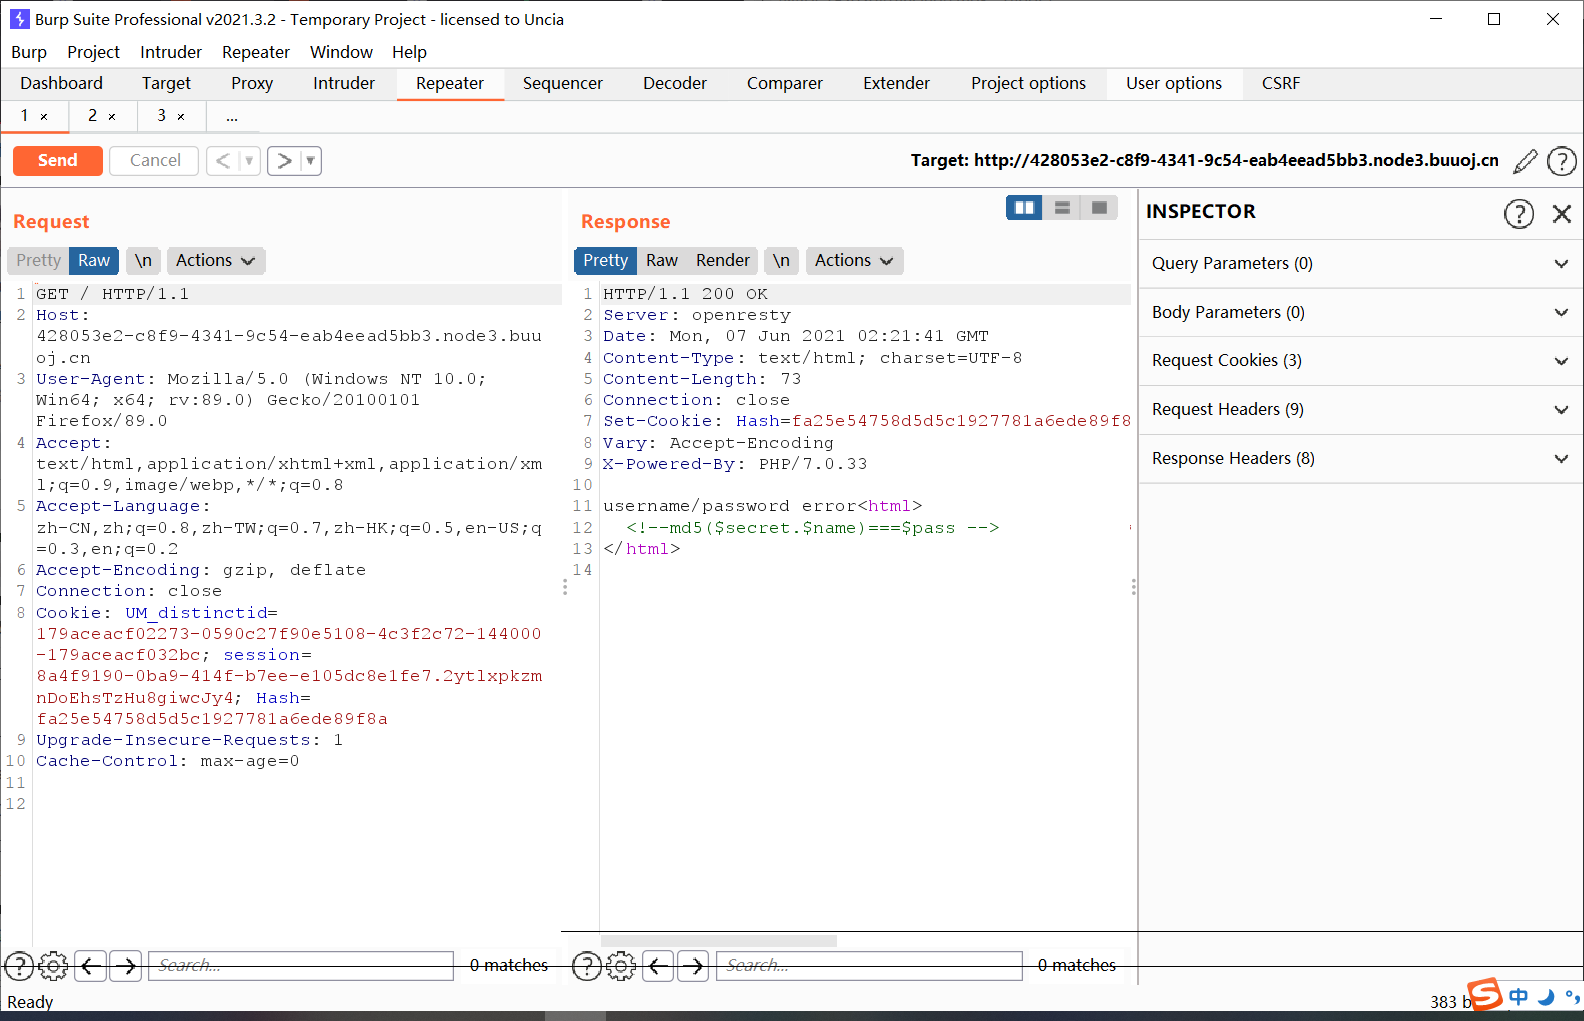 Burp Suite Professional v2021.3.2 - Temporary Project - licensed to Uncia
Burp Project Intruder Repeater Window Help
Dashboard Target Proxy Intruder Repeater Sequencer Decoder Comparer Extender Project options User options CSRF
1 × 2 × 3 × ...
Send Cancel < > Target: http://428053e2-c8f9-4341-9c54-eab4eead5bb3.node3.buuoj.cn ?
Request
Pretty Raw \n Actions
1 GET / HTTP/1.1
2 Host:
428053e2-c8f9-4341-9c54-eab4eead5bb3.node3.buu
oj.cn
3 User-Agent: Mozilla/5.0 (Windows NT 10.0;
Win64; x64; rv:89.0) Gecko/20100101
Firefox/89.0
4 Accept:
text/html,application/xhtml+xml,application/xm
l;q=0.9,image/webp,*/*;q=0.8
5 Accept-Language:
zh-CN,zh;q=0.8,zh-TW;q=0.7,zh-HK;q=0.5,en-US;q
=0.3,en;q=0.2
6 Accept-Encoding: gzip, deflate
7 Connection: close
8 Cookie: UM_distinctid=
179aceacf02273-0590c27f90e5108-4c3f2c72-144000
-179aceacf032bc; session=
8a4f9190-0ba9-414f-b7ee-e105dc8e1fe7.2ytlxpkzm
nDoEhsTzHu8giwcJy4; Hash=
fa25e54758d5d5c1927781a6ede89f8a
9 Upgrade-Insecure-Requests: 1
10 Cache-Control: max-age=0
11
12
? Search... 0 matches
Response
Pretty Raw Render \n Actions
1 HTTP/1.1 200 OK
2 Server: openresty
3 Date: Mon, 07 Jun 2021 02:21:41 GMT
4 Content-Type: text/html; charset=UTF-8
5 Content-Length: 73
6 Connection: close
7 Set-Cookie: Hash=fa25e54758d5d5c1927781a6ede89f8
8 Vary: Accept-Encoding
9 X-Powered-By: PHP/7.0.33
10
11 username/password error<html>
12 <!--md5($secret.$name)===$pass -->
13 </html>
14
? Search... 0 matches
INSPECTOR ?
Query Parameters (0)
Body Parameters (0)
Request Cookies (3)
Request Headers (9)
Response Headers (8)
Ready
383 b
S 中